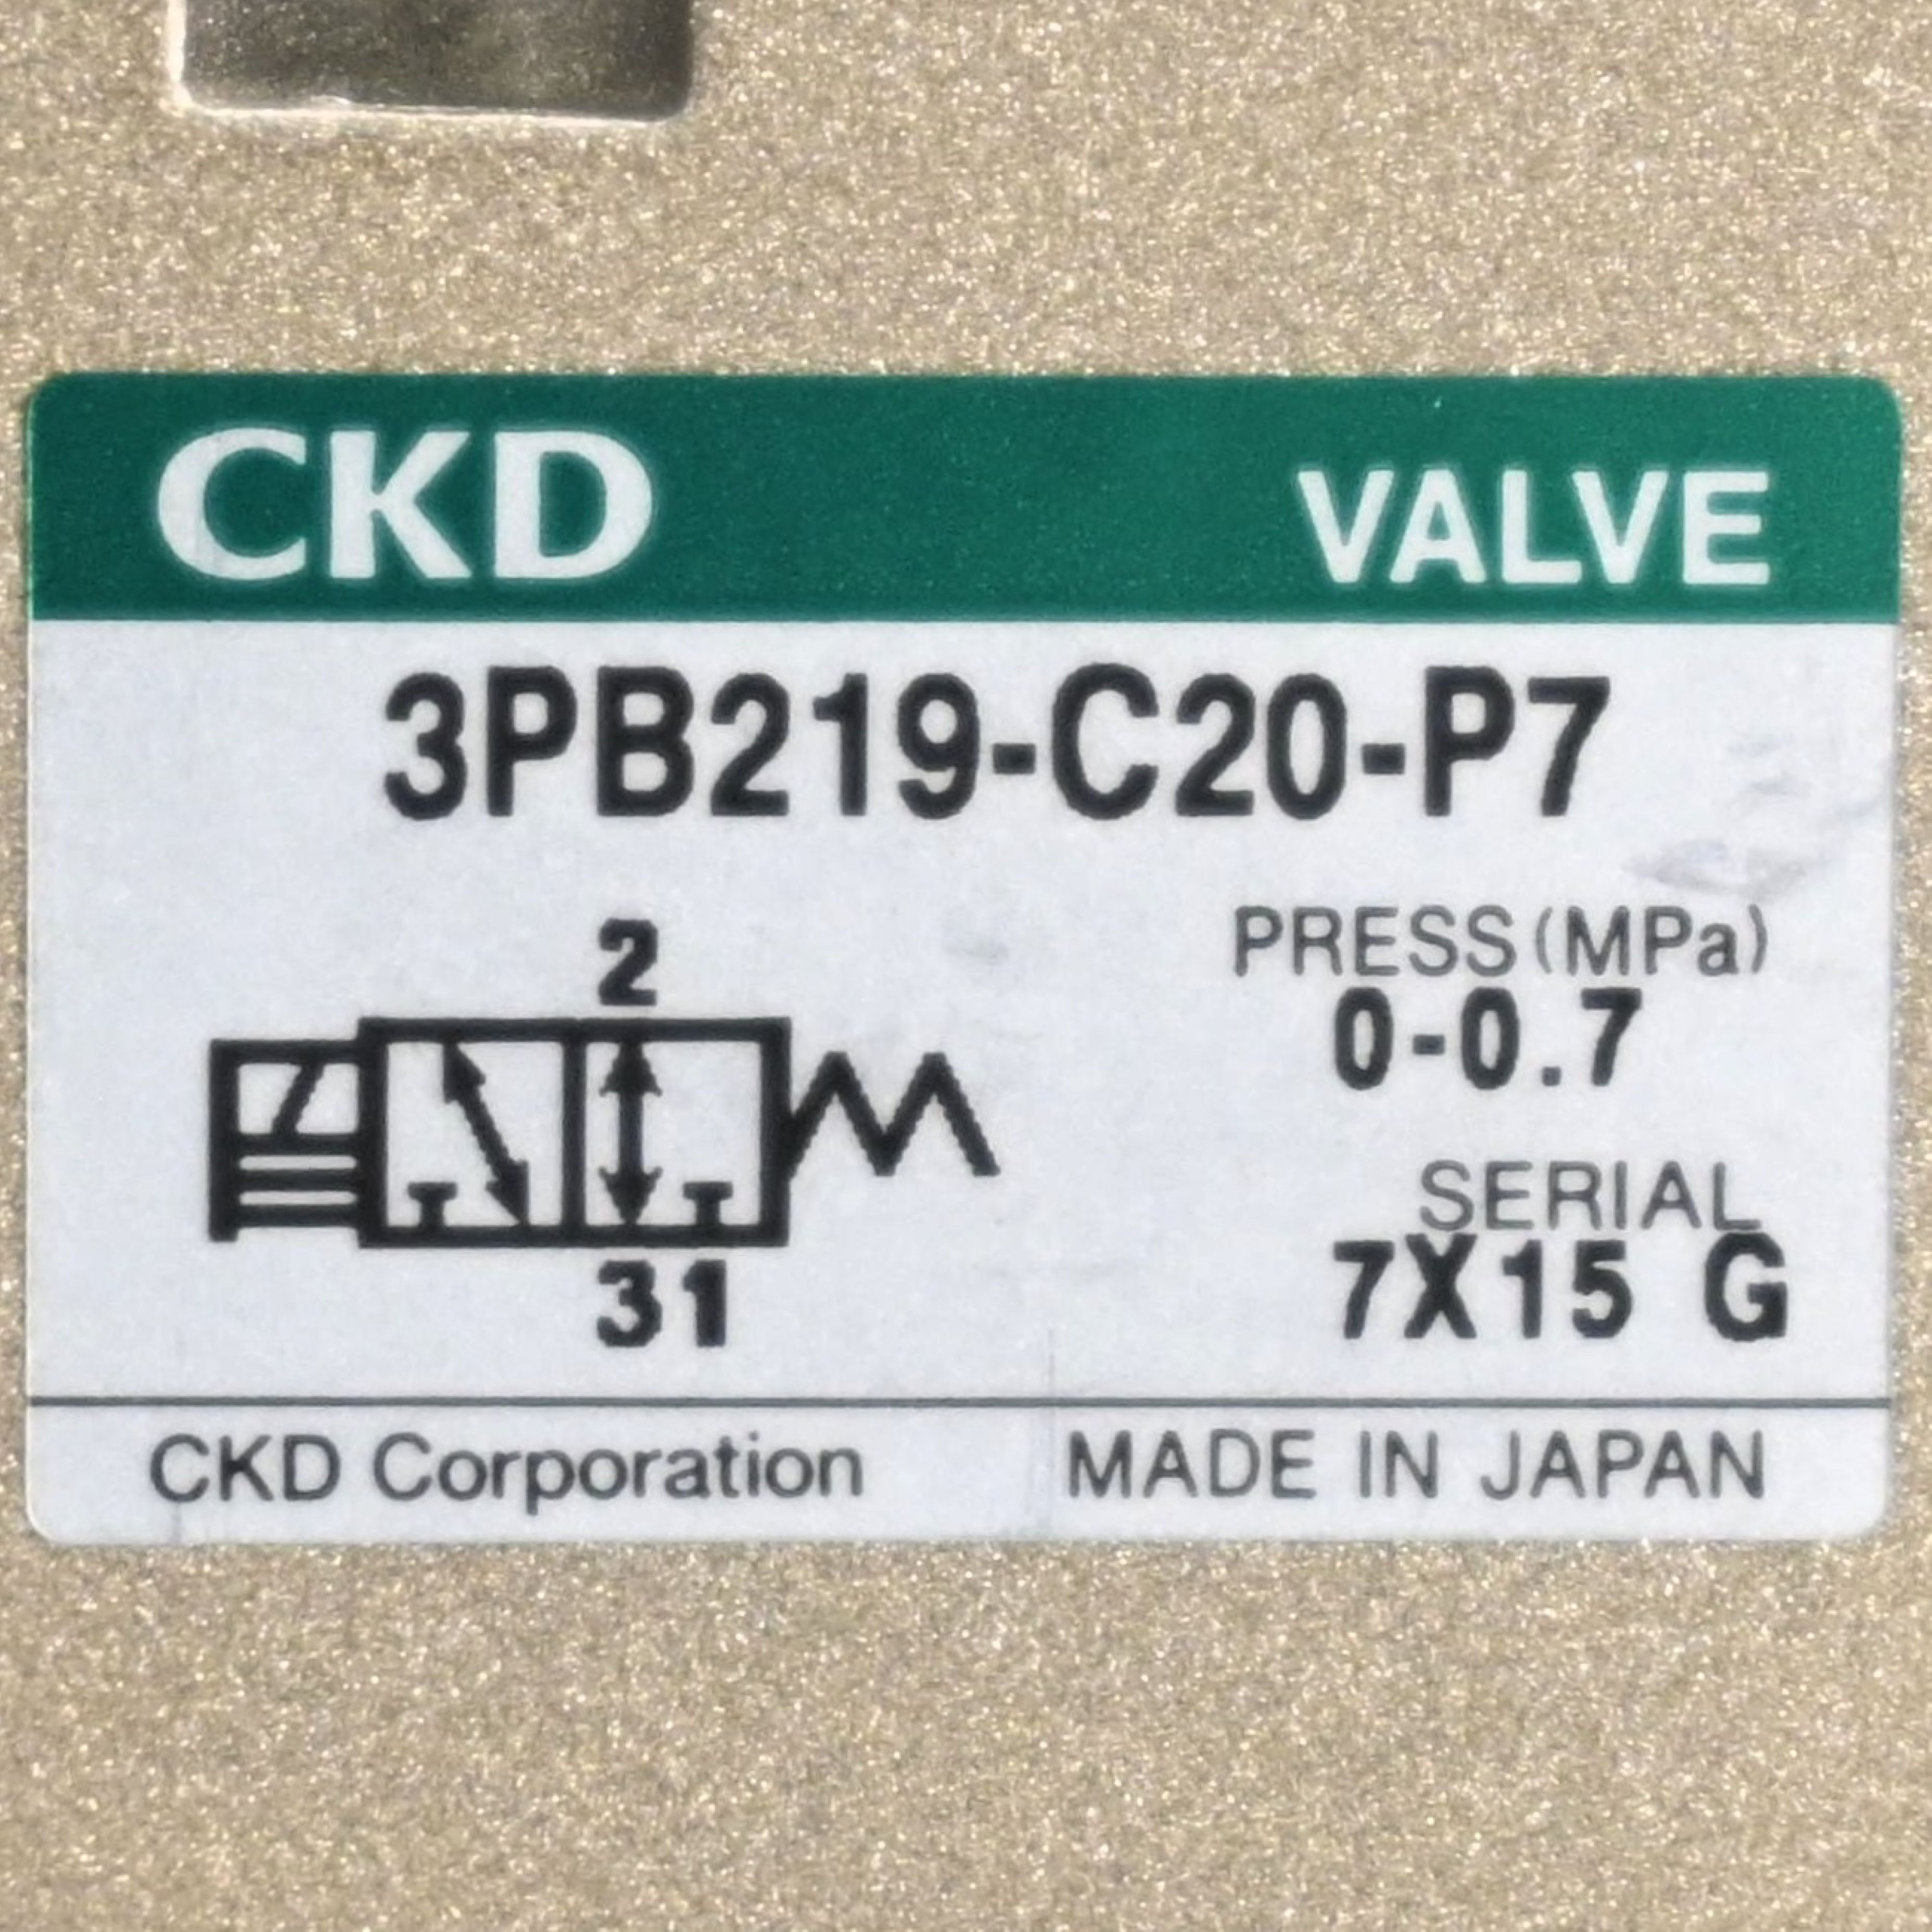 CKD VALVE
3PB219-C20-P7
2
PRESS(MPa)
0-0.7
SERIAL
7X15 G
31
CKD Corporation MADE IN JAPAN